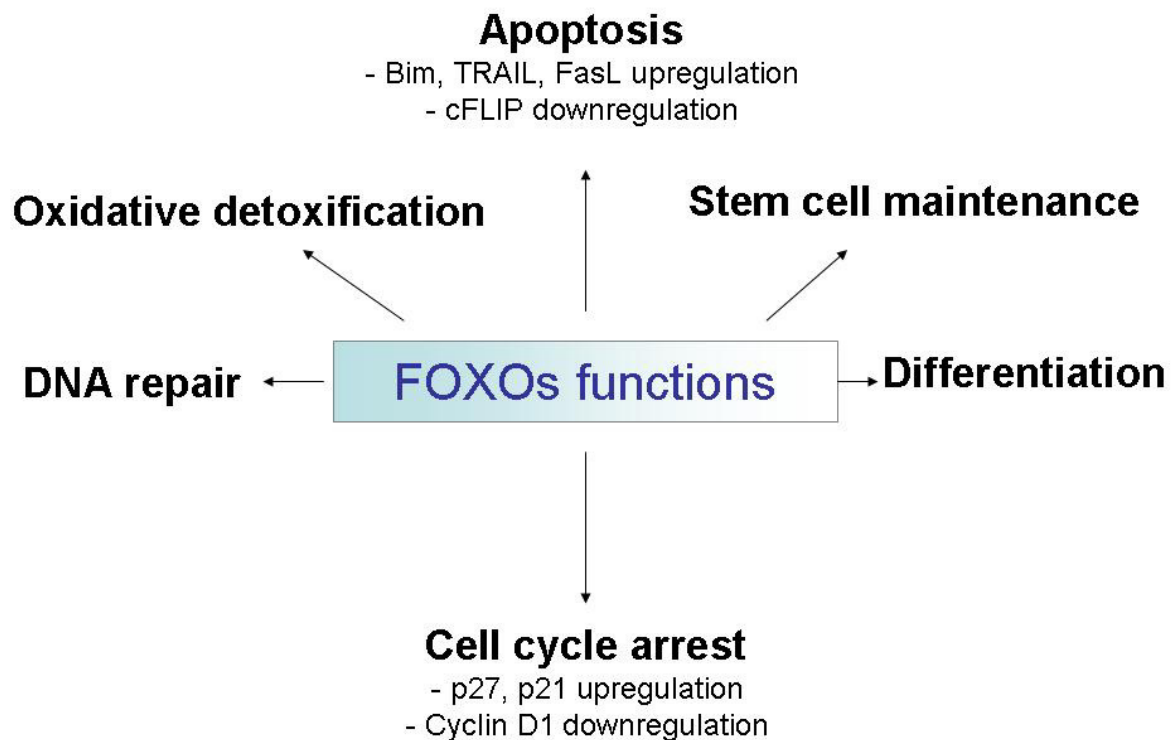 Apoptosis
- Bim, TRAIL, FasL upregulation
- cFLIP downregulation
Oxidative detoxification
Stem cell maintenance
DNA repair
FOXOs functions
Differentiation
Cell cycle arrest
- p27, p21 upregulation
- Cyclin D1 downregulation